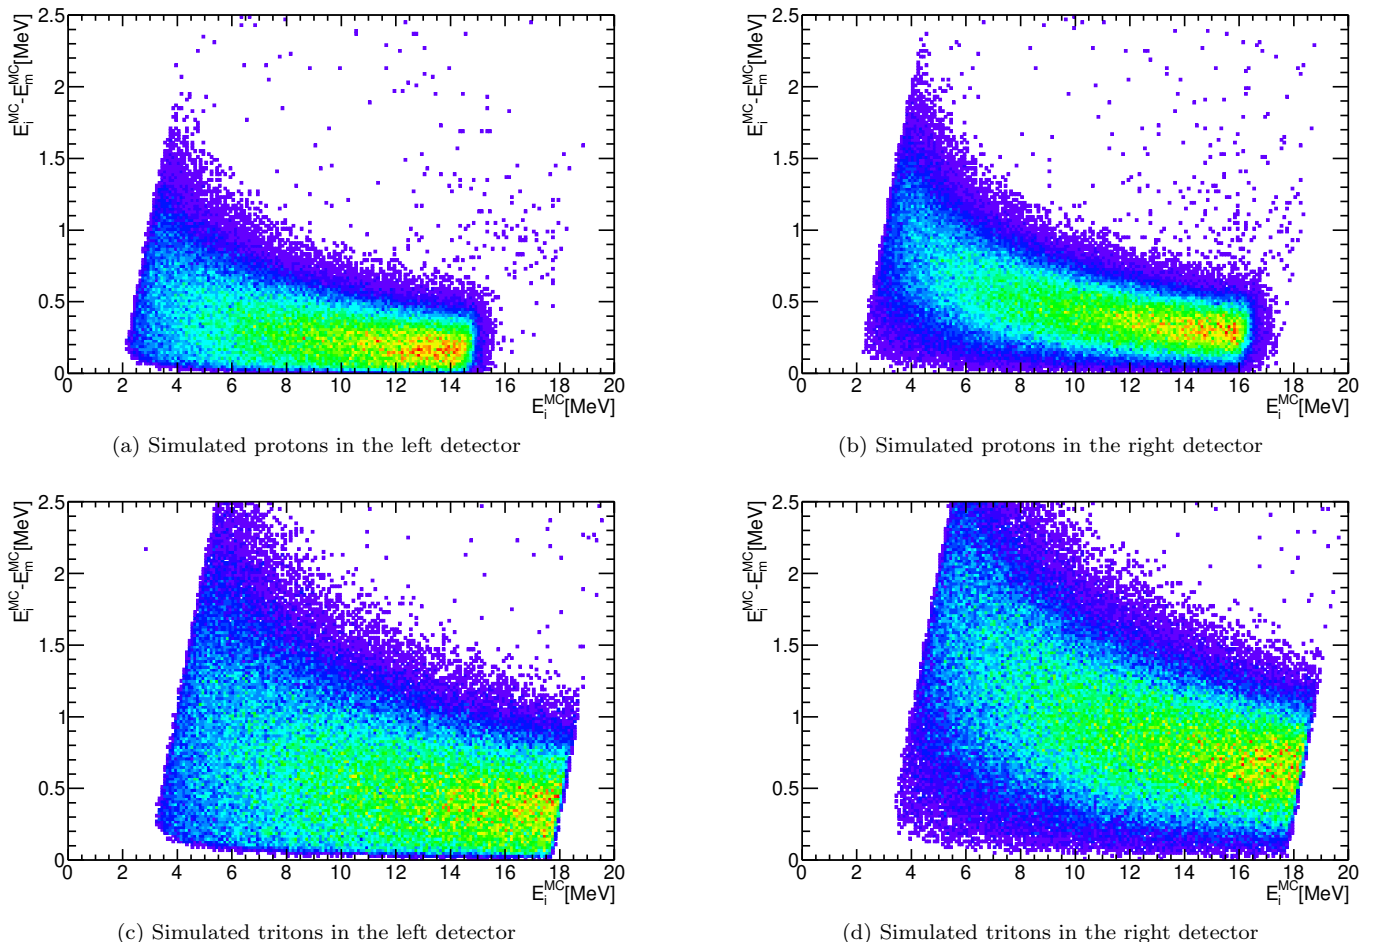 E_i^MC-E_m^MC[MeV]
2.5
2
1.5
1
0.5
0
0 2 4 6 8 10 12 14 16 18 20
E_i^MC[MeV]
(a) Simulated protons in the left detector
E_i^MC-E_m^MC[MeV]
2.5
2
1.5
1
0.5
0
0 2 4 6 8 10 12 14 16 18 20
E_i^MC[MeV]
(b) Simulated protons in the right detector
E_i^MC-E_m^MC[MeV]
2.5
2
1.5
1
0.5
0
0 2 4 6 8 10 12 14 16 18 20
E_i^MC[MeV]
(c) Simulated tritons in the left detector
E_i^MC-E_m^MC[MeV]
2.5
2
1.5
1
0.5
0
0 2 4 6 8 10 12 14 16 18 20
E_i^MC[MeV]
(d) Simulated tritons in the right detector